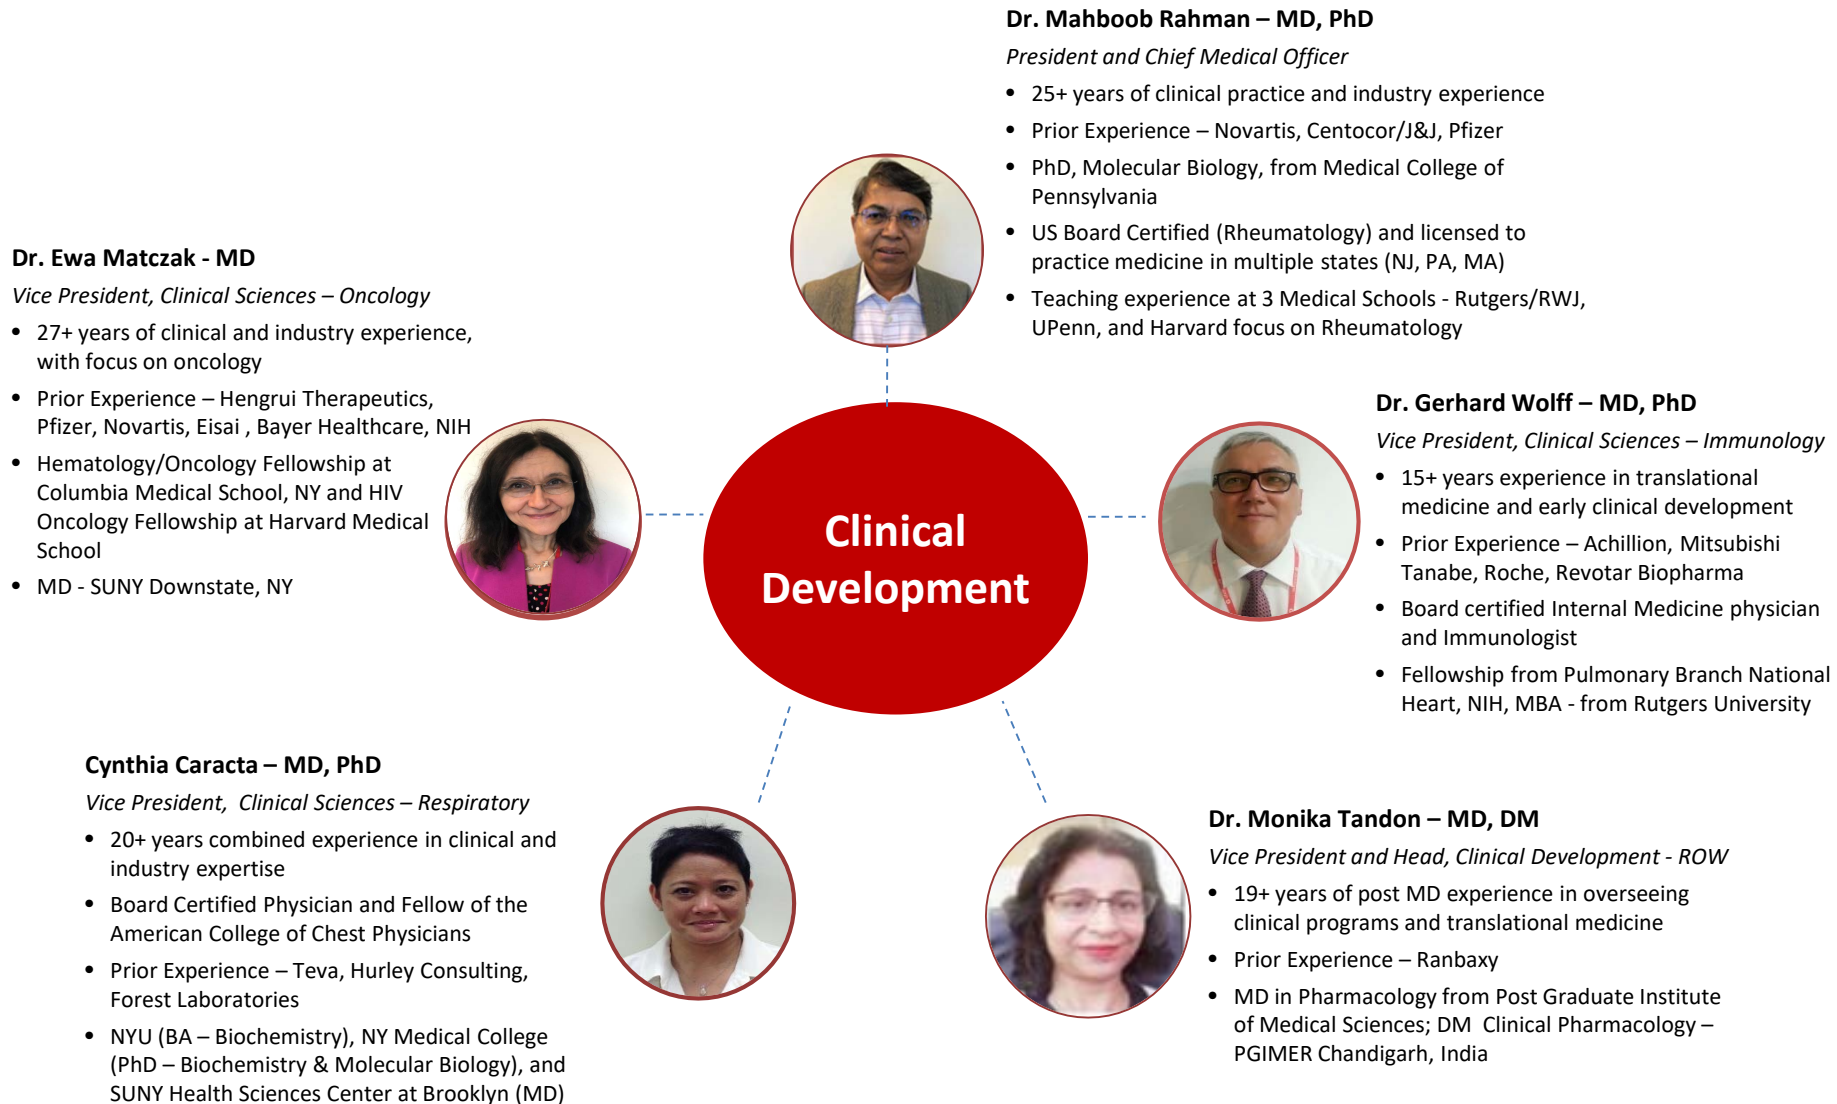 Dr. Mahboob Rahman – MD, PhD
President and Chief Medical Officer
• 25+ years of clinical practice and industry experience
• Prior Experience – Novartis, Centocor/J&J, Pfizer
• PhD, Molecular Biology, from Medical College of
Pennsylvania
• US Board Certified (Rheumatology) and licensed to
practice medicine in multiple states (NJ, PA, MA)
• Teaching experience at 3 Medical Schools - Rutgers/RWJ,
UPenn, and Harvard focus on Rheumatology
Dr. Ewa Matczak - MD
Vice President, Clinical Sciences – Oncology
• 27+ years of clinical and industry experience,
with focus on oncology
• Prior Experience – Hengrui Therapeutics,
Pfizer, Novartis, Eisai , Bayer Healthcare, NIH
• Hematology/Oncology Fellowship at
Columbia Medical School, NY and HIV
Oncology Fellowship at Harvard Medical
School
• MD - SUNY Downstate, NY
Clinical
Development
Dr. Gerhard Wolff – MD, PhD
Vice President, Clinical Sciences – Immunology
• 15+ years experience in translational
medicine and early clinical development
• Prior Experience – Achillion, Mitsubishi
Tanabe, Roche, Revotar Biopharma
• Board certified Internal Medicine physician
and Immunologist
• Fellowship from Pulmonary Branch National
Heart, NIH, MBA - from Rutgers University
Cynthia Caracta – MD, PhD
Vice President,  Clinical Sciences – Respiratory
• 20+ years combined experience in clinical and
industry expertise
• Board Certified Physician and Fellow of the
American College of Chest Physicians
• Prior Experience – Teva, Hurley Consulting,
Forest Laboratories
• NYU (BA – Biochemistry), NY Medical College
(PhD – Biochemistry & Molecular Biology), and
SUNY Health Sciences Center at Brooklyn (MD)
Dr. Monika Tandon – MD, DM
Vice President and Head, Clinical Development - ROW
• 19+ years of post MD experience in overseeing
clinical programs and translational medicine
• Prior Experience – Ranbaxy
• MD in Pharmacology from Post Graduate Institute
of Medical Sciences; DM  Clinical Pharmacology –
PGIMER Chandigarh, India